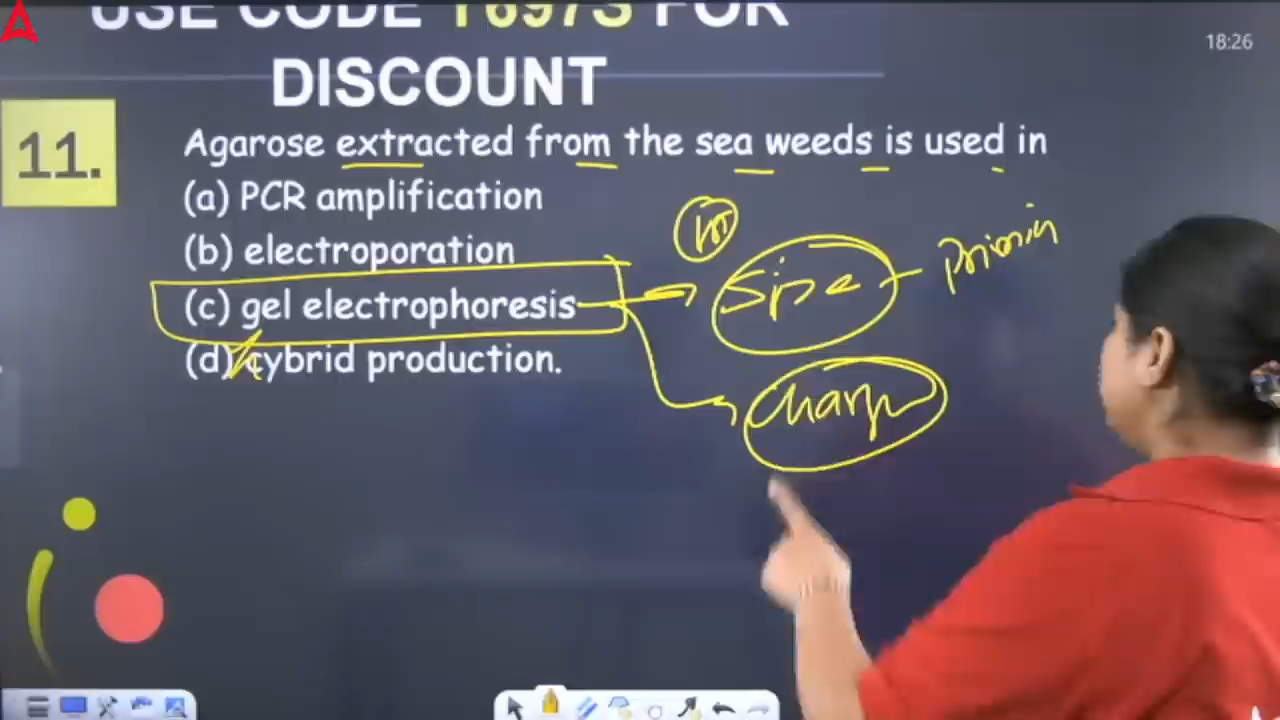 USE CODE Y697S FOR
DISCOUNT
18:26
11.
Agarose extracted from the sea weeds is used in
(a) PCR amplification
(b) electroporation
(c) gel electrophoresis
(d) cybrid production.
Size
Charge